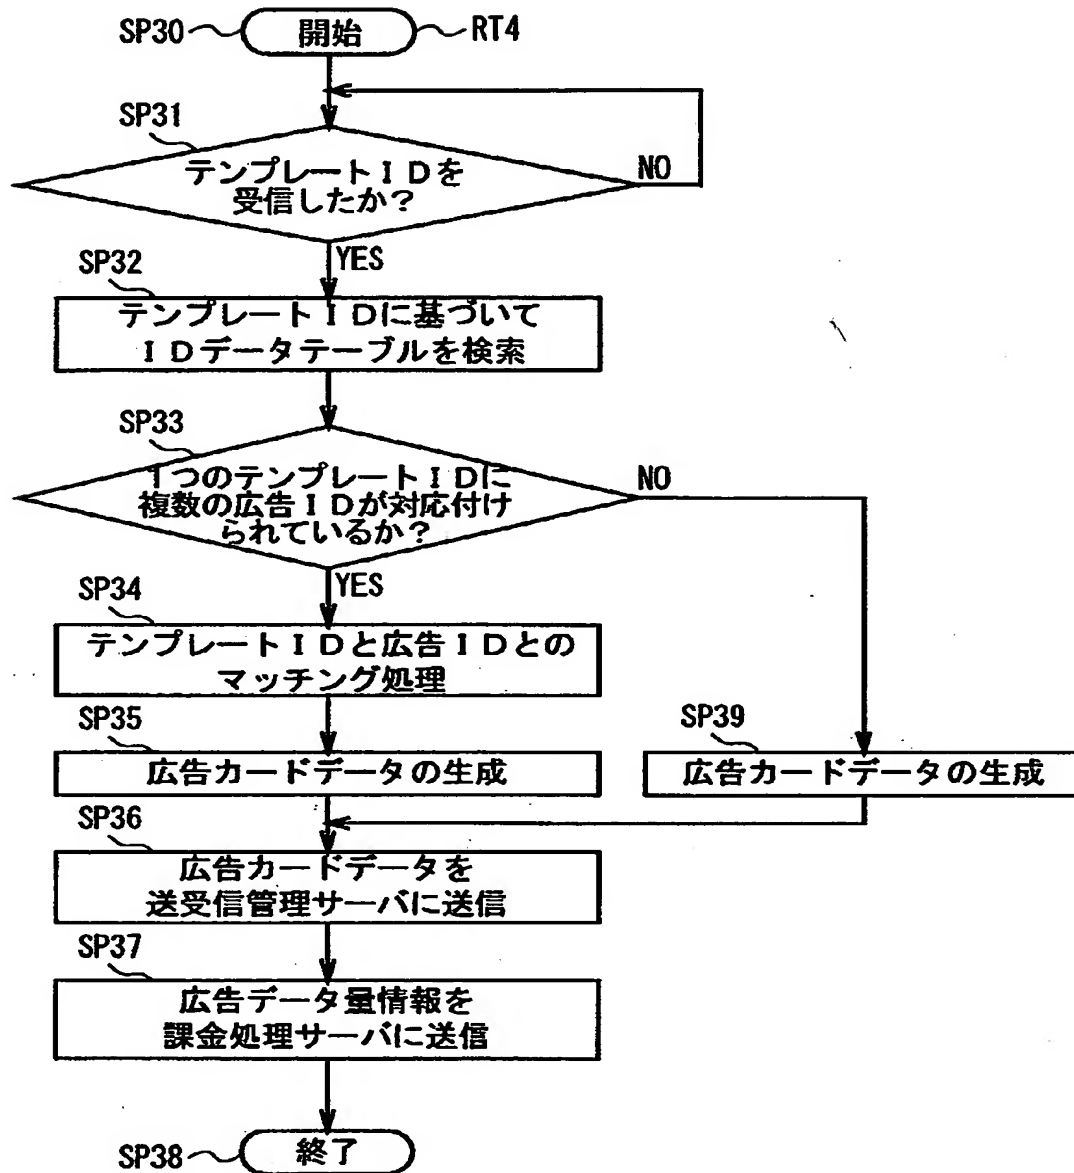 SP30
開始
RT4
SP31
テンプレートIDを
受信したか?
NO
YES
SP32
テンプレートIDに基づいて
IDデータテーブルを検索
SP33
1つのテンプレートIDに
複数の広告IDが対応付け
られているか?
NO
YES
SP34
テンプレートIDと広告IDとの
マッチング処理
SP35
広告カードデータの生成
SP39
広告カードデータの生成
SP36
広告カードデータを
送受信管理サーバに送信
SP37
広告データ量情報を
課金処理サーバに送信
SP38
終了